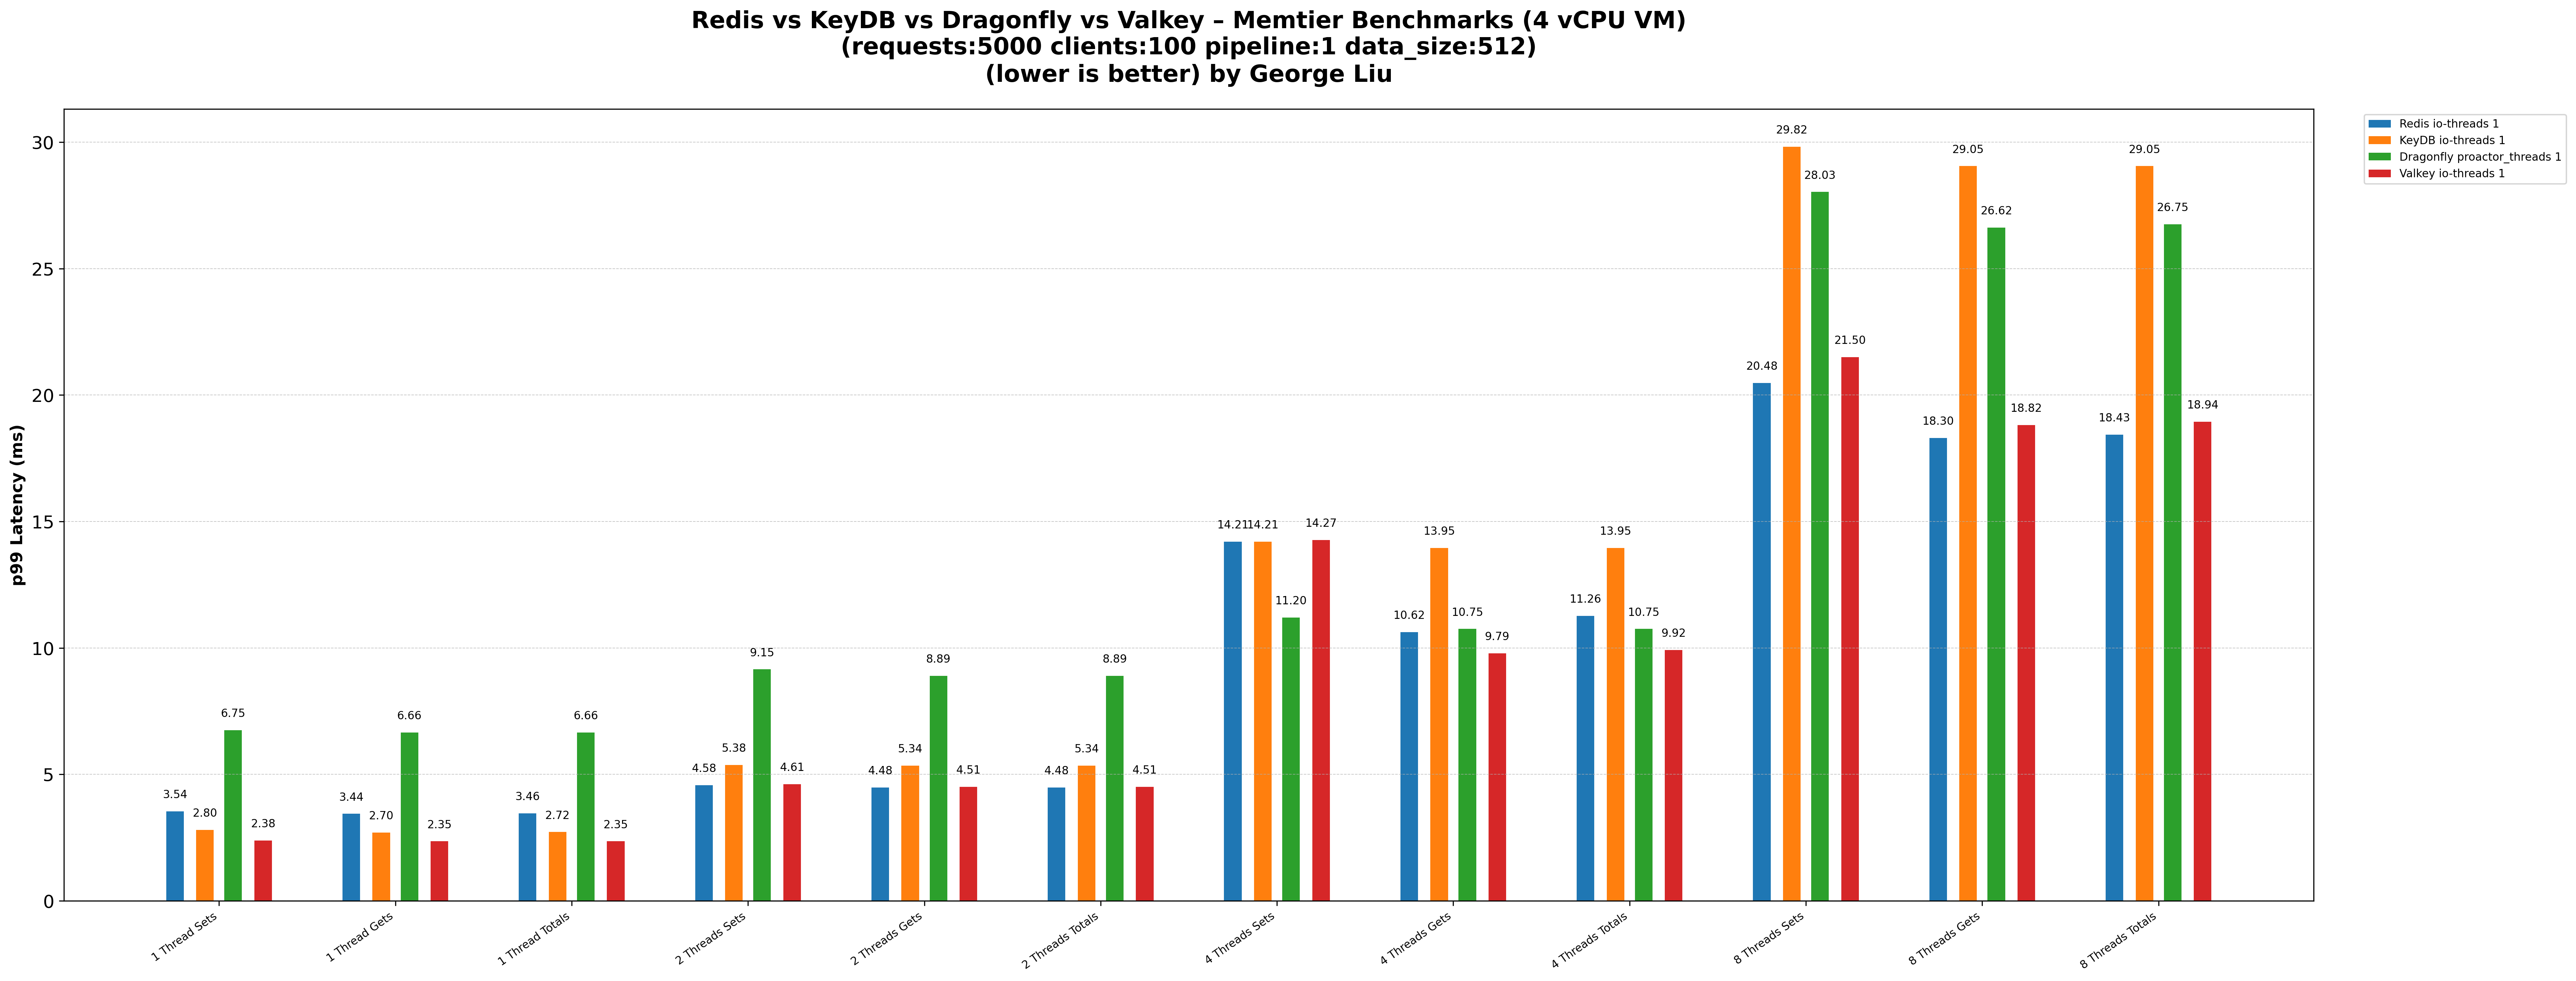 Redis vs KeyDB vs Dragonfly vs Valkey – Memtier Benchmarks (4 vCPU VM)
(requests:5000 clients:100 pipeline:1 data_size:512)
(lower is better) by George Liu
Redis io-threads 1
KeyDB io-threads 1
Dragonfly proactor_threads 1
Valkey io-threads 1
p99 Latency (ms)
30
25
20
15
10
5
0
3.54
2.80
6.75
2.38
3.44
2.70
6.66
2.35
3.46
2.72
6.66
2.35
4.58
5.38
9.15
4.61
4.48
5.34
8.89
4.51
4.48
5.34
8.89
4.51
14.21
14.21
11.20
14.27
10.62
13.95
10.75
9.79
11.26
13.95
10.75
9.92
20.48
29.82
28.03
21.50
18.30
29.05
26.62
18.82
18.43
29.05
26.75
18.94
1 Thread Sets
1 Thread Gets
1 Thread Totals
2 Threads Sets
2 Threads Gets
2 Threads Totals
4 Threads Sets
4 Threads Gets
4 Threads Totals
8 Threads Sets
8 Threads Gets
8 Threads Totals